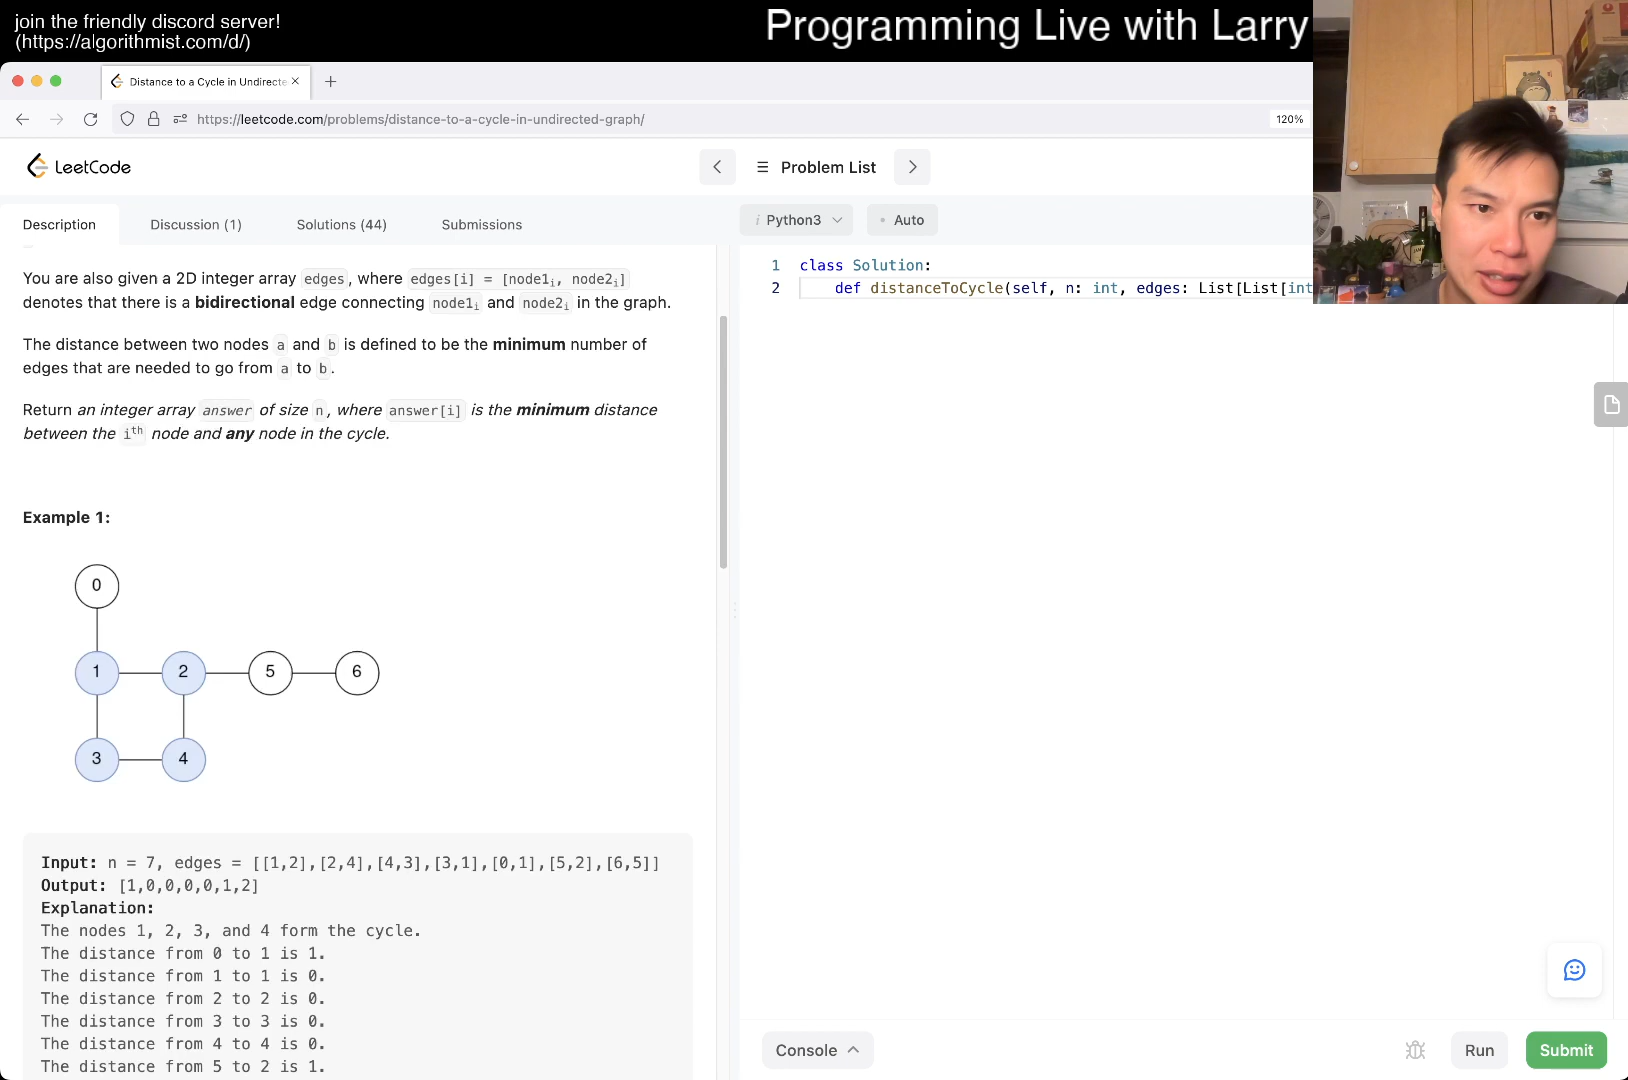 join the friendly discord server!
(https://algorithmist.com/d/)
Programming Live with Larry
Distance to a Cycle in Undirecte
https://leetcode.com/problems/distance-to-a-cycle-in-undirected-graph/
120%
LeetCode
Problem List
Description
Discussion (1)
Solutions (44)
Submissions
i Python3
Auto
You are also given a 2D integer array edges, where edges[i] = [node1i, node2i]
denotes that there is a bidirectional edge connecting node1i and node2i in the graph.
The distance between two nodes a and b is defined to be the minimum number of
edges that are needed to go from a to b.
Return an integer array answer of size n, where answer[i] is the minimum distance
between the ith node and any node in the cycle.
Example 1:
0
1 2 5 6
3 4
Input: n = 7, edges = [[1,2],[2,4],[4,3],[3,1],[0,1],[5,2],[6,5]]
Output: [1,0,0,0,0,1,2]
Explanation:
The nodes 1, 2, 3, and 4 form the cycle.
The distance from 0 to 1 is 1.
The distance from 1 to 1 is 0.
The distance from 2 to 2 is 0.
The distance from 3 to 3 is 0.
The distance from 4 to 4 is 0.
The distance from 5 to 2 is 1.
1 class Solution:
2 def distanceToCycle(self, n: int, edges: List[List[int
Console
Run
Submit